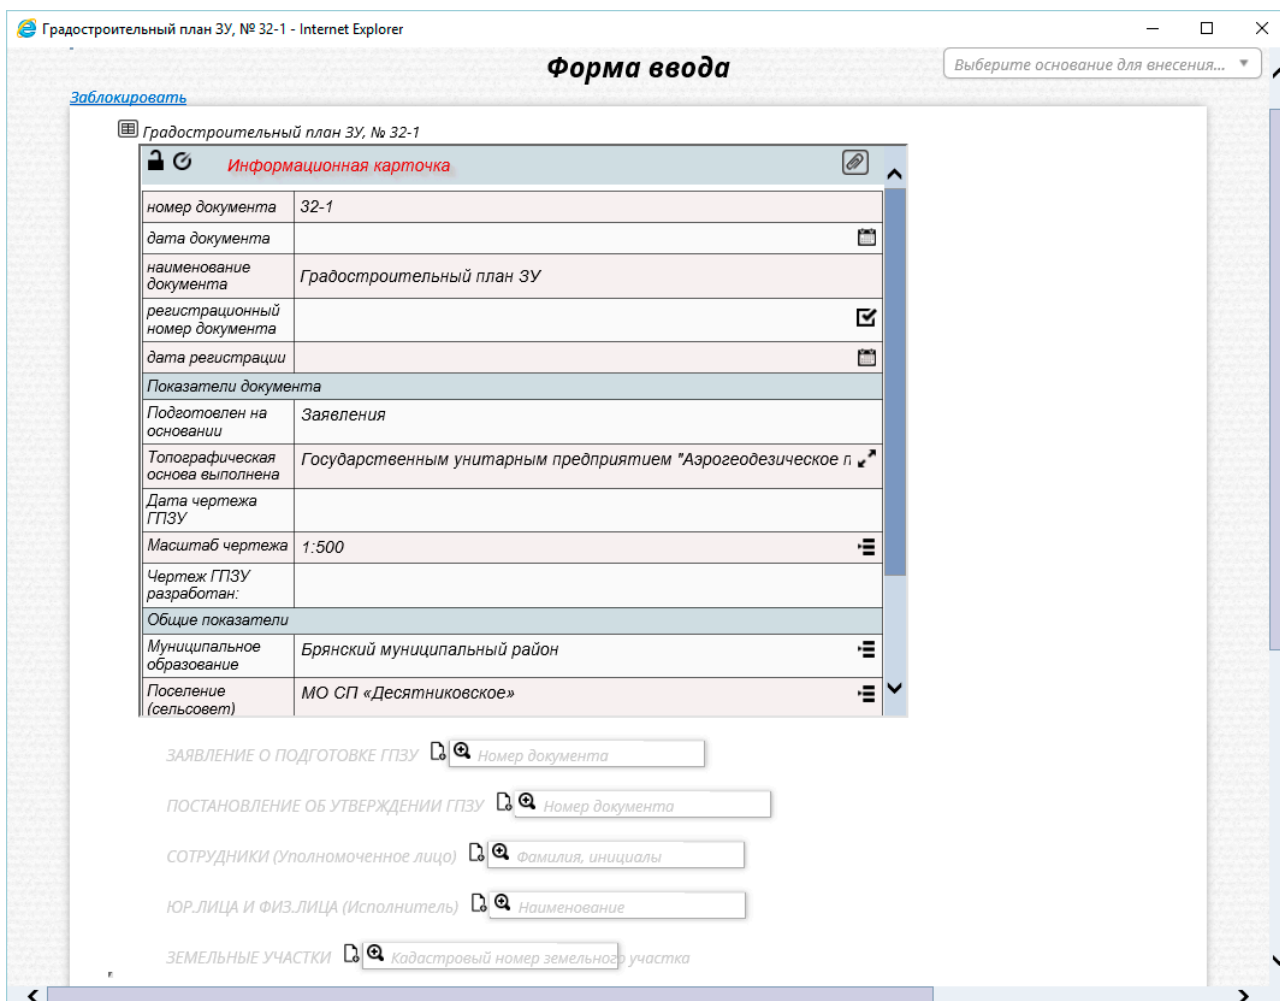 Градостроительный план ЗУ, № 32-1 - Internet Explorer
Форма ввода
Выберите основание для внесения...
Заблокировать
Градостроительный план ЗУ, № 32-1
Информационная карточка
номер документа 32-1
дата документа
наименование
документа
Градостроительный план ЗУ
регистрационный
номер документа
дата регистрации
Показатели документа
Подготовлен на
основании
Заявления
Топографическая
основа выполнена
Государственным унитарным предприятием "Аэрогеодезическое п
Дата чертежа
ГПЗУ
Масштаб чертежа 1:500
Чертеж ГПЗУ
разработан:
Общие показатели
Муниципальное
образование
Брянский муниципальный район
Поселение
(сельсовет)
МО СП «Десятниковское»
ЗАЯВЛЕНИЕ О ПОДГОТОВКЕ ГПЗУ Номер документа
ПОСТАНОВЛЕНИЕ ОБ УТВЕРЖДЕНИИ ГПЗУ Номер документа
СОТРУДНИКИ (Уполномоченное лицо) Фамилия, инициалы
ЮР.ЛИЦА И ФИЗ.ЛИЦА (Исполнитель) Наименование
ЗЕМЕЛЬНЫЕ УЧАСТКИ Кадастровый номер земельного участка